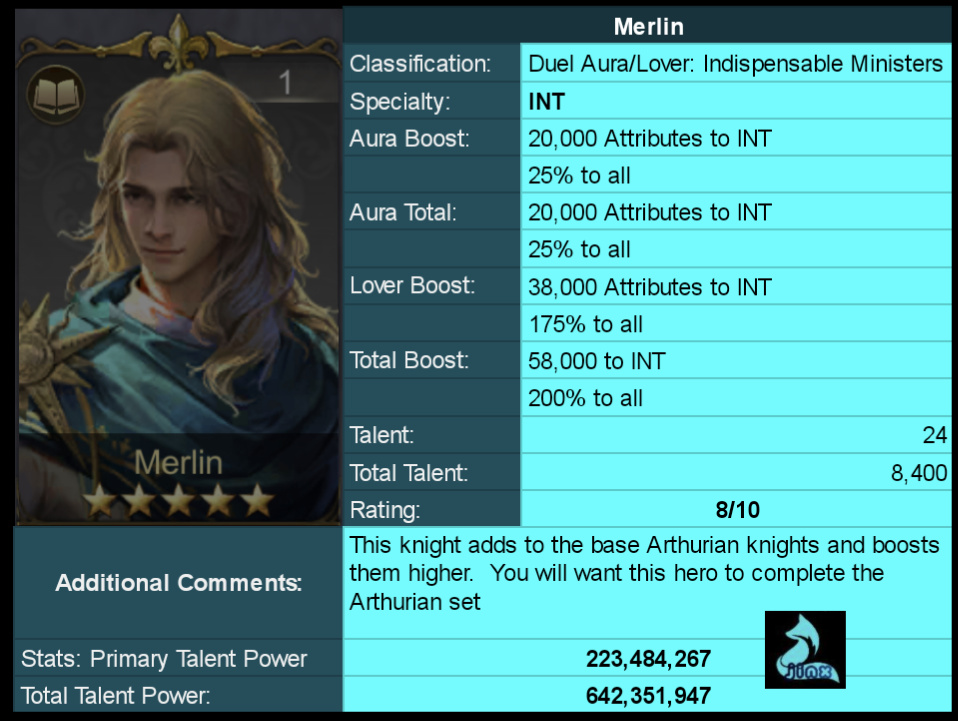 Merlin
Classification: Duel Aura/Lover: Indispensable Ministers
1
Specialty: INT
Aura Boost: 20,000 Attributes to INT
25% to all
Aura Total: 20,000 Attributes to INT
25% to all
Lover Boost: 38,000 Attributes to INT
175% to all
Total Boost: 58,000 to INT
200% to all
Talent: 24
Merlin
Total Talent: 8,400
Rating: 8/10
Additional Comments:
This knight adds to the base Arthurian knights and boosts
them higher. You will want this hero to complete the
Arthurian set
Stats: Primary Talent Power 223,484,267
Total Talent Power: 642,351,947